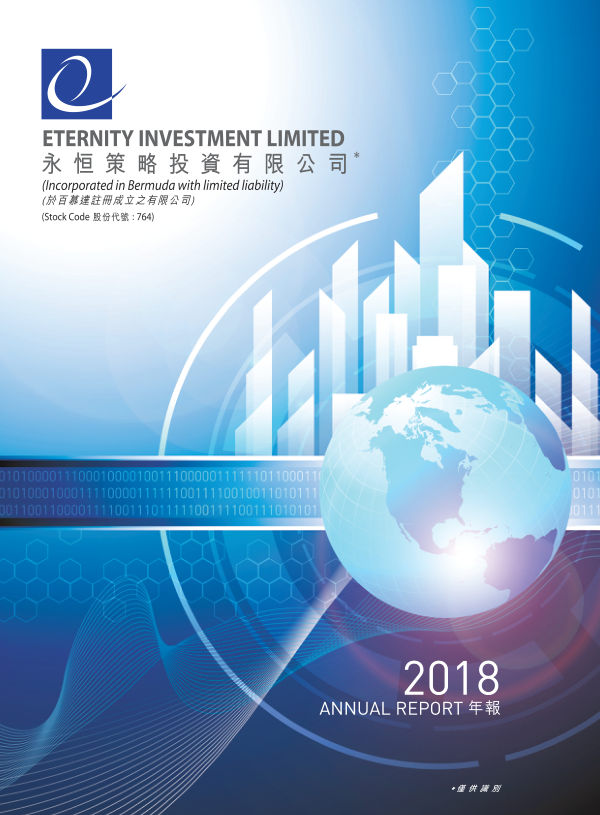 ETERNITY INVESTMENT LIMITED
永恒策略投資有限公司*
(Incorporated in Bermuda with limited liability)
(於百慕達註冊成立之有限公司)
(Stock Code 股份代號 : 764)
2018
ANNUAL REPORT 年報
*僅供識別